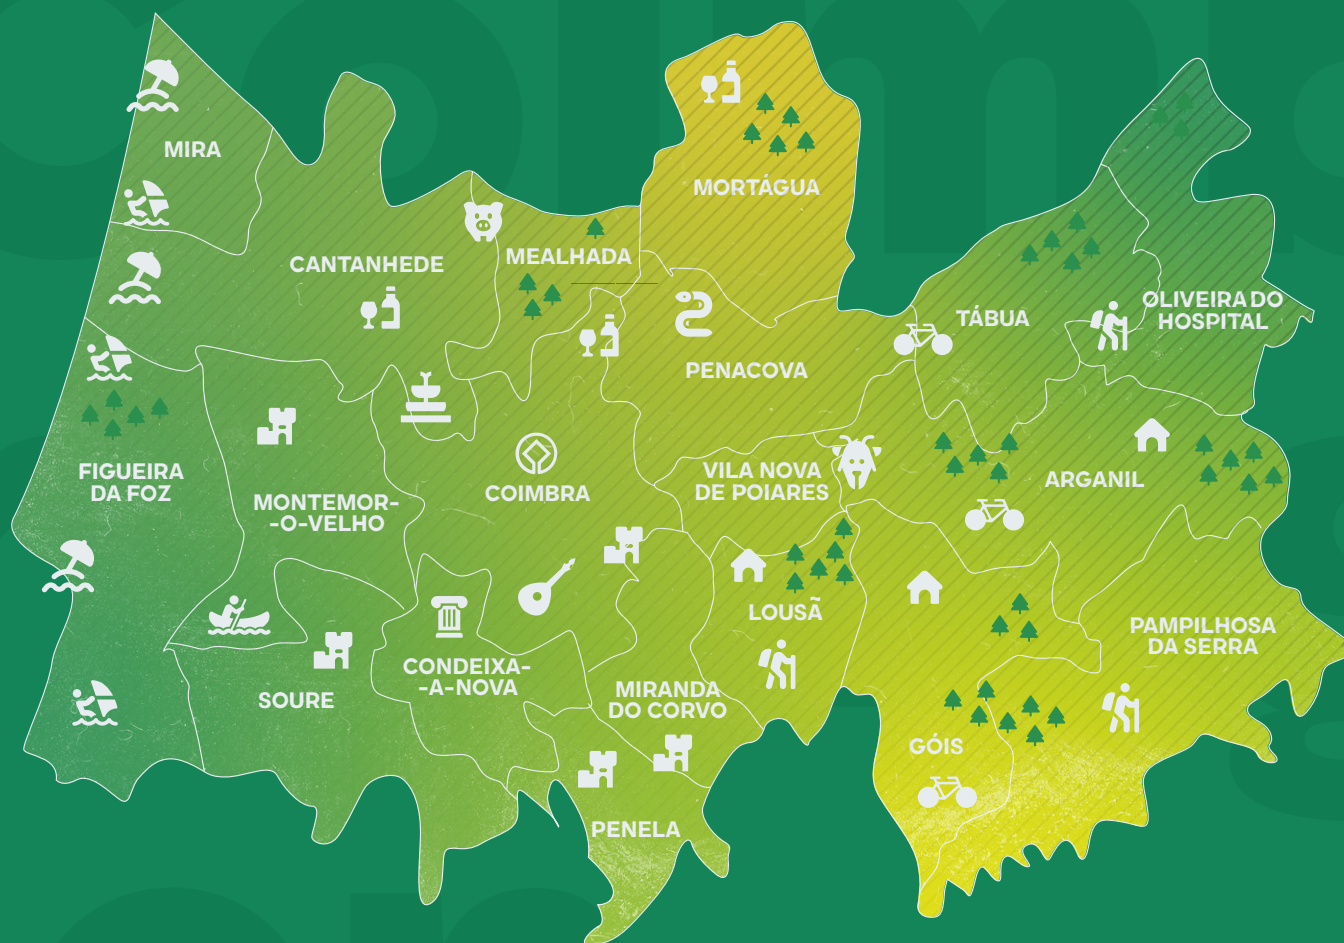 MIRA
MORTÁGUA
CANTANHEDE
MEALHADA
TÁBUA
OLIVEIRA DO
HOSPITAL
PENACOVA
FIGUEIRA
DA FOZ
MONTEMOR-
-O-VELHO
COIMBRA
VILA NOVA
DE POIARES
ARGANIL
LOUSÃ
PAMPILHOSA
DA SERRA
SOURE
CONDEIXA-
-A-NOVA
MIRANDA
DO CORVO
GÓIS
PENELA